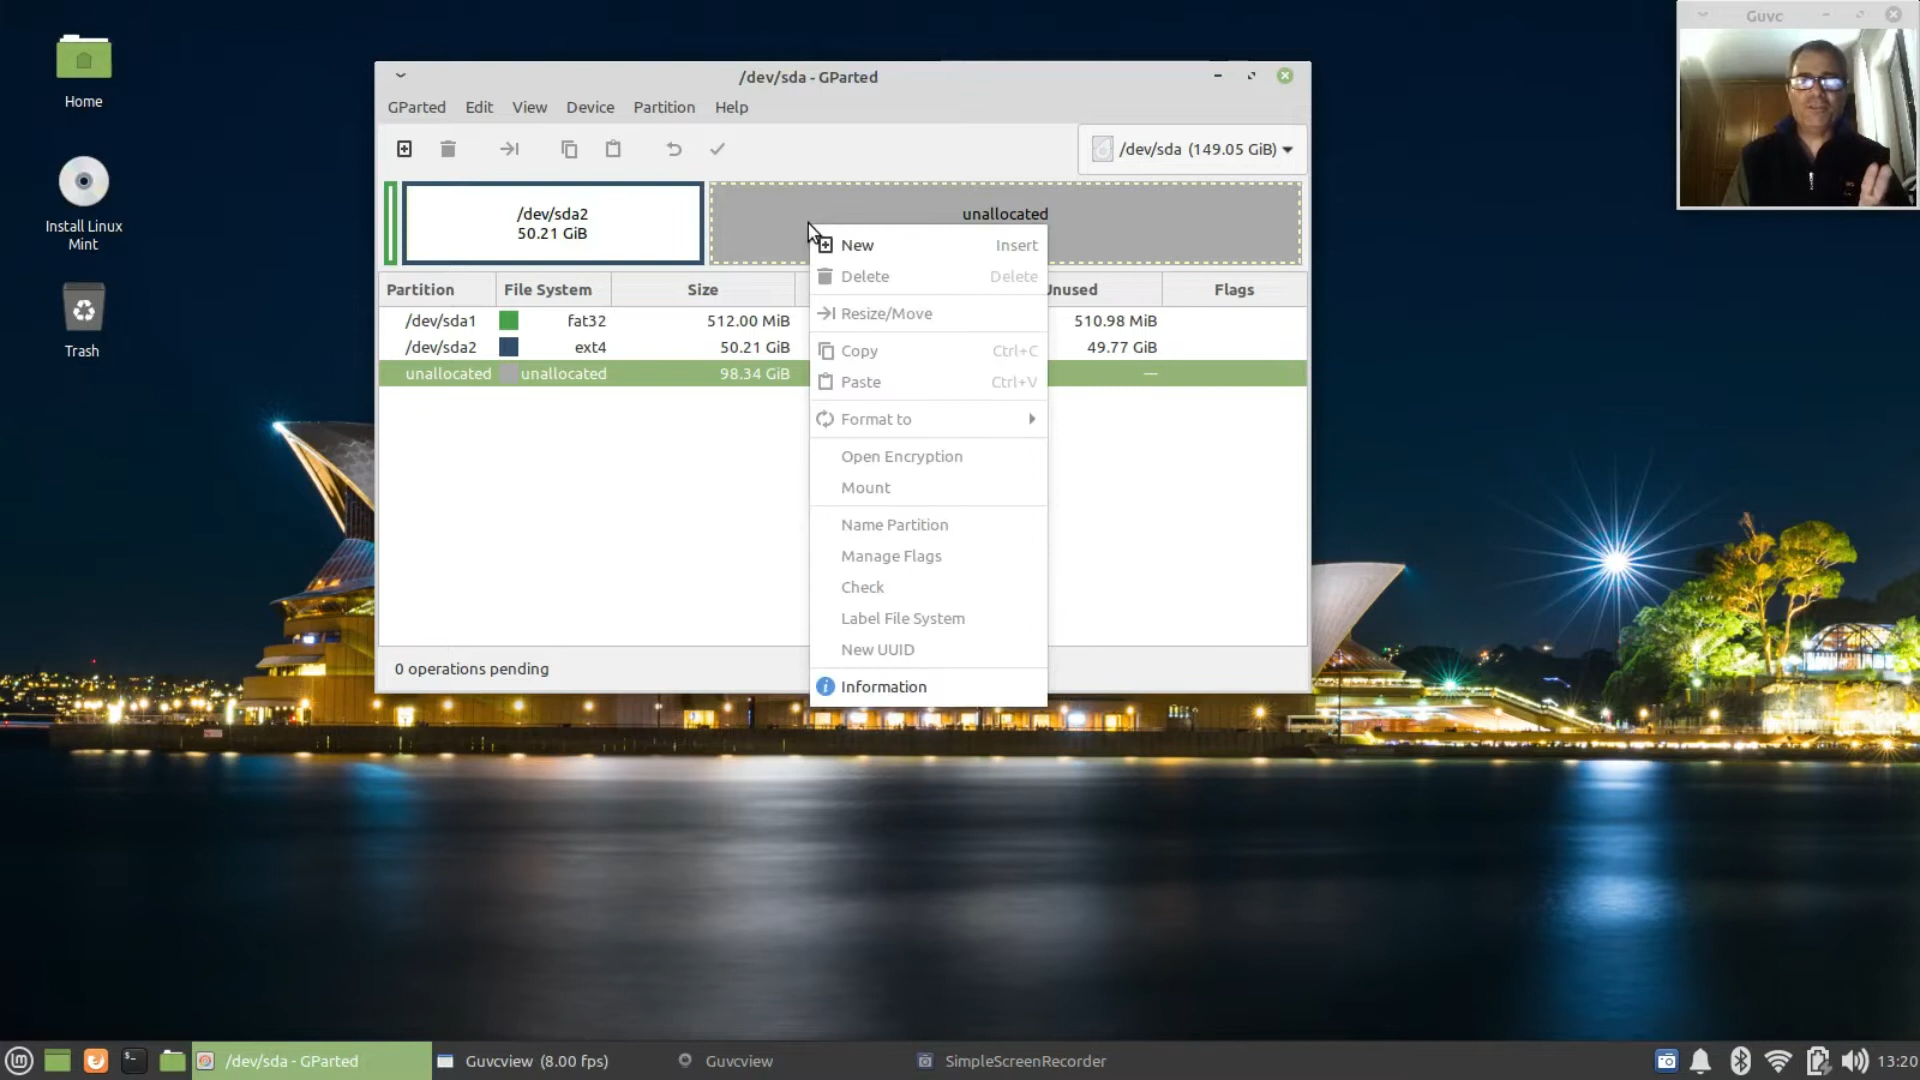 Home
Install Linux
Mint
Trash
Guvc
/dev/sda - GParted
GParted Edit View Device Partition Help
/dev/sda (149.05 GiB)
/dev/sda2
50.21 GiB
unallocated
Partition File System Size Unused Flags
/dev/sda1 fat32 512.00 MiB 510.98 MiB
/dev/sda2 ext4 50.21 GiB 49.77 GiB
unallocated unallocated 98.34 GiB —
New Insert
Delete Delete
Resize/Move
Copy Ctrl+C
Paste Ctrl+V
Format to
Open Encryption
Mount
Name Partition
Manage Flags
Check
Label File System
New UUID
Information
0 operations pending
/dev/sda - GParted
Guvcview (8.00 fps)
Guvcview
SimpleScreenRecorder
13:20